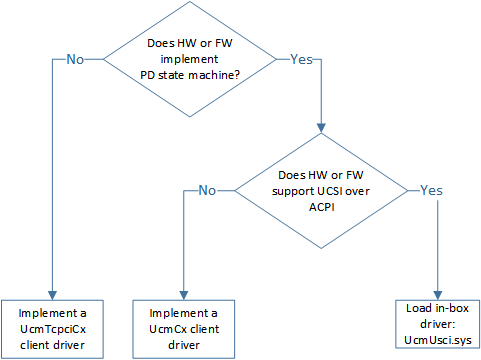 Does HW or FW
implement
PD state machine?
No
Yes
Does HW or FW
support UCSI over
ACPI
No
Yes
Implement a
UcmTcpciCx
client driver
Implement a
UcmCx client
driver
Load in-box
driver:
UcmUsci.sys